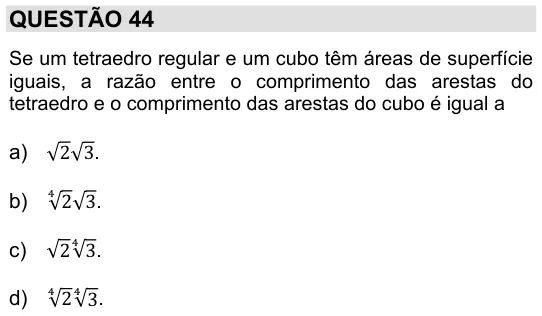 QUESTÃO 44
Se um tetraedro regular e um cubo têm áreas de superfície
iguais, a razão entre o comprimento das arestas do
tetraedro e o comprimento das arestas do cubo é igual a
a) √2√3.
b) ∜2√3.
c) √2∜3.
d) ∜2∜3.